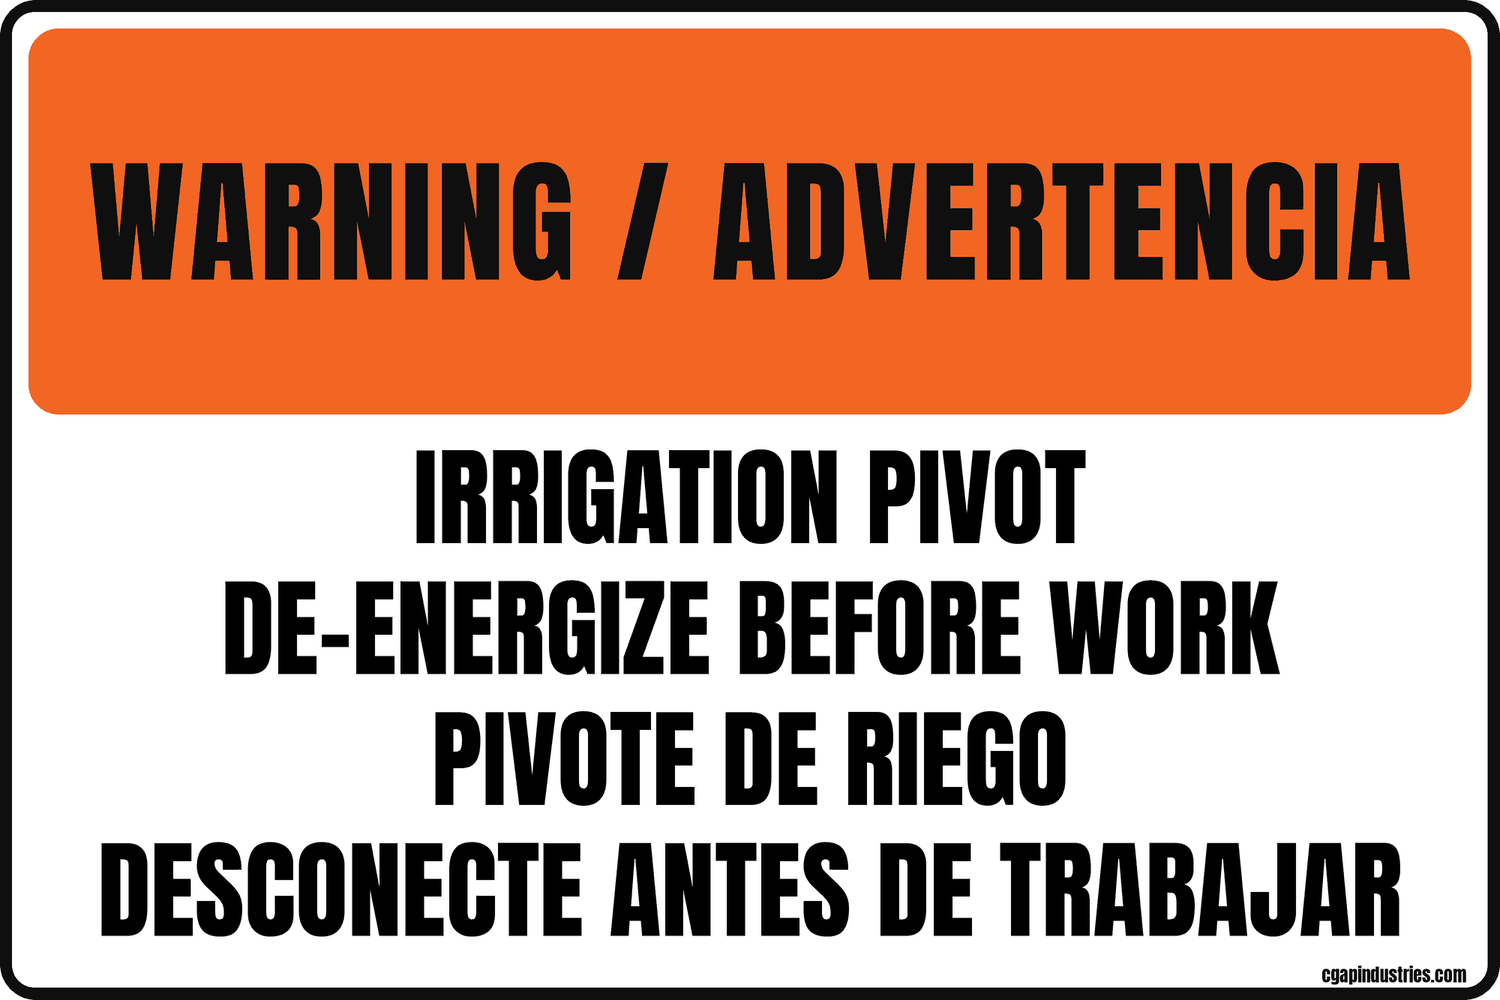 WARNING / ADVERTENCIA
IRRIGATION PIVOT
DE-ENERGIZE BEFORE WORK
PIVOTE DE RIEGO
DESCONECTE ANTES DE TRABAJAR
cgapindustries.com